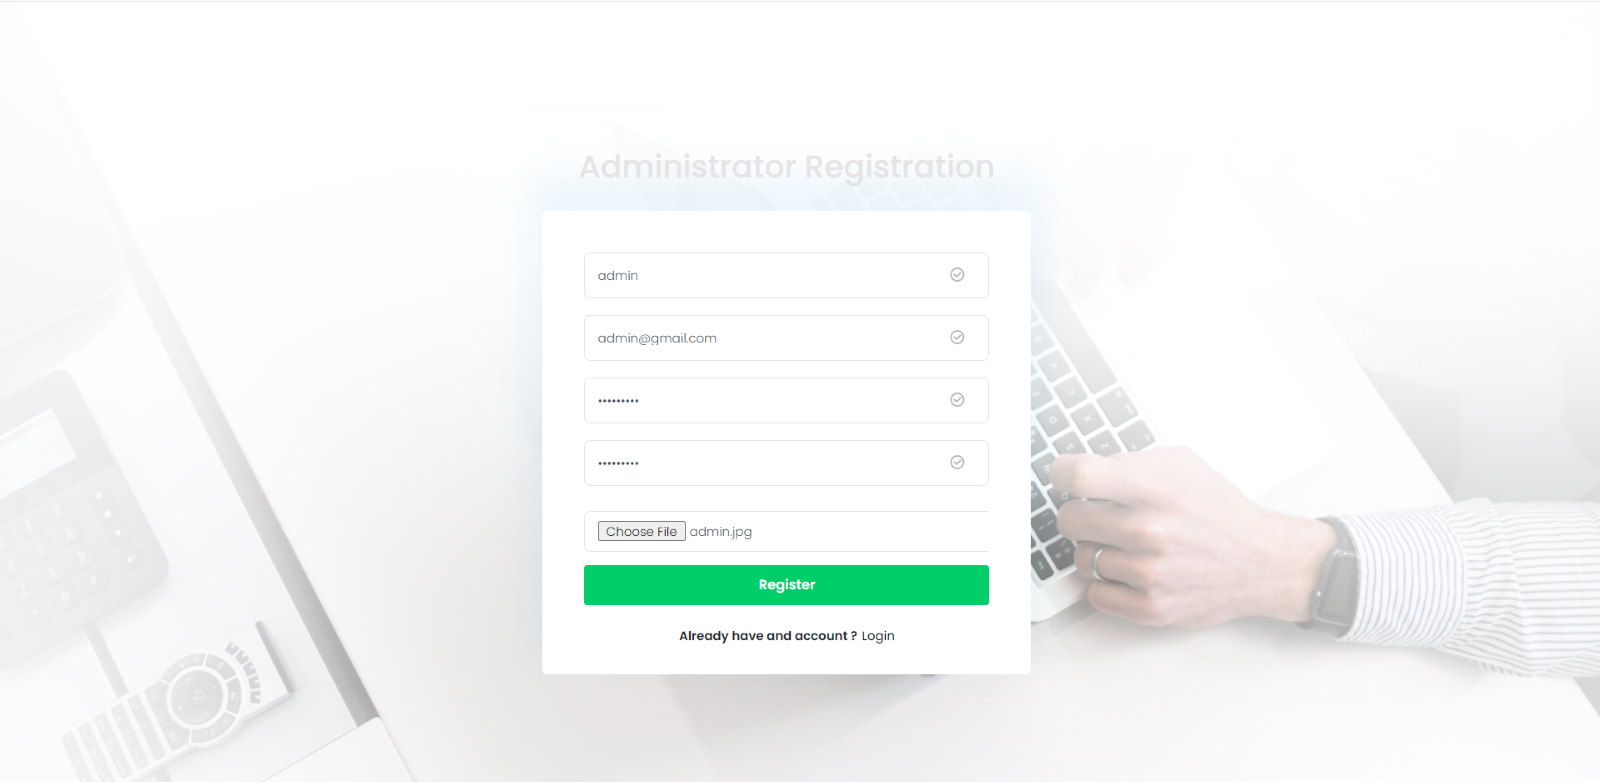 Administrator Registration
admin
admin@gmail.com
•••••••••
•••••••••
Choose File admin.jpg
Register
Already have and account ? Login